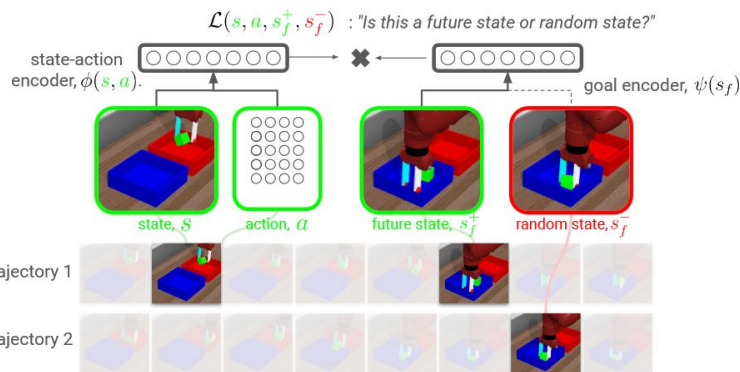 L(s, a, s_f^+, s_f^-) : "Is this a future state or random state?"
state-action
encoder, ϕ(s, a).
goal encoder, ψ(s_f)
state, s
action, a
future state, s_f^+
random state, s_f^-
ajectory 1
ajectory 2